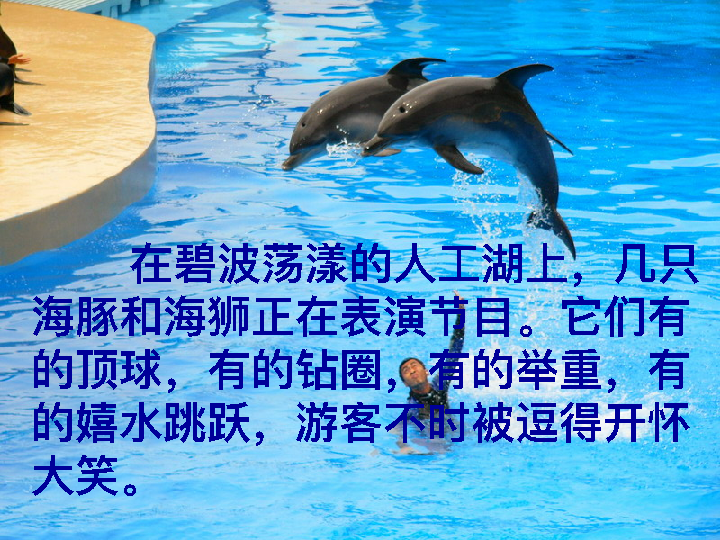 在碧波荡漾的人工湖上，几只
海豚和海狮正在表演节目。它们有
的顶球，有的钻圈，有的举重，有
的嬉水跳跃，游客不时被逗得开怀
大笑。